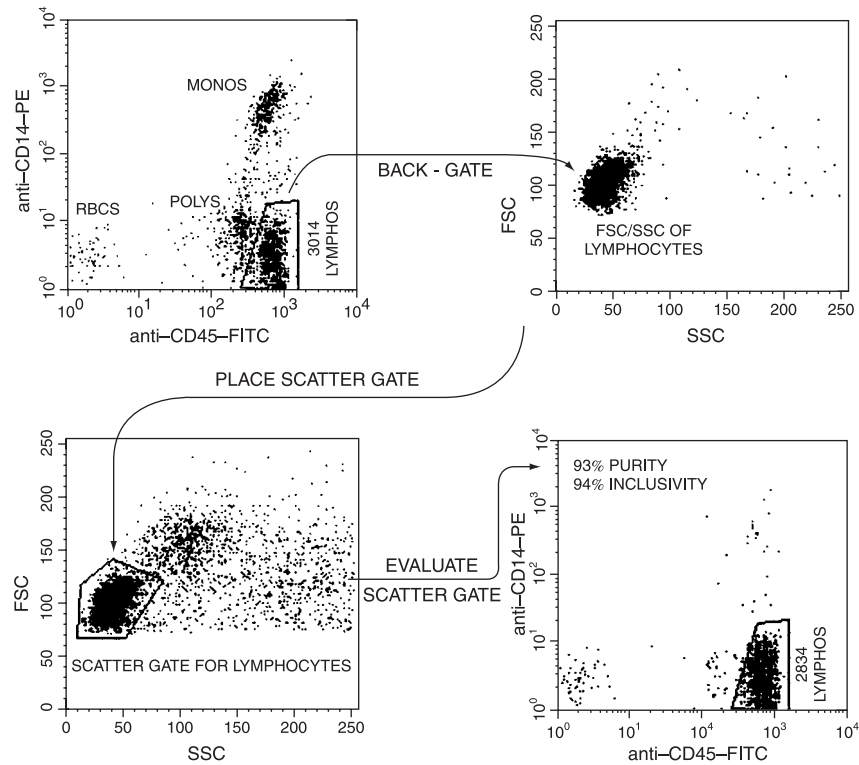 10⁴
10³
10²
10
10⁰
anti–CD14–PE
MONOS
RBCS
POLYS
3014
LYMPHOS
10⁰ 10¹ 10² 10³ 10⁴
anti–CD45–FITC
BACK - GATE
250
200
150
100
50
0
FSC
FSC/SSC OF
LYMPHOCYTES
0 50 100 150 200 250
SSC
PLACE SCATTER GATE
250
200
150
100
50
0
FSC
SCATTER GATE FOR LYMPHOCYTES
0 50 100 150 200 250
SSC
EVALUATE
SCATTER GATE
10⁴
10³
10²
10¹
10⁰
anti–CD14–PE
93% PURITY
94% INCLUSIVITY
2834
LYMPHOS
10⁰ 10¹ 10⁴ 10³ 10⁴
anti–CD45–FITC